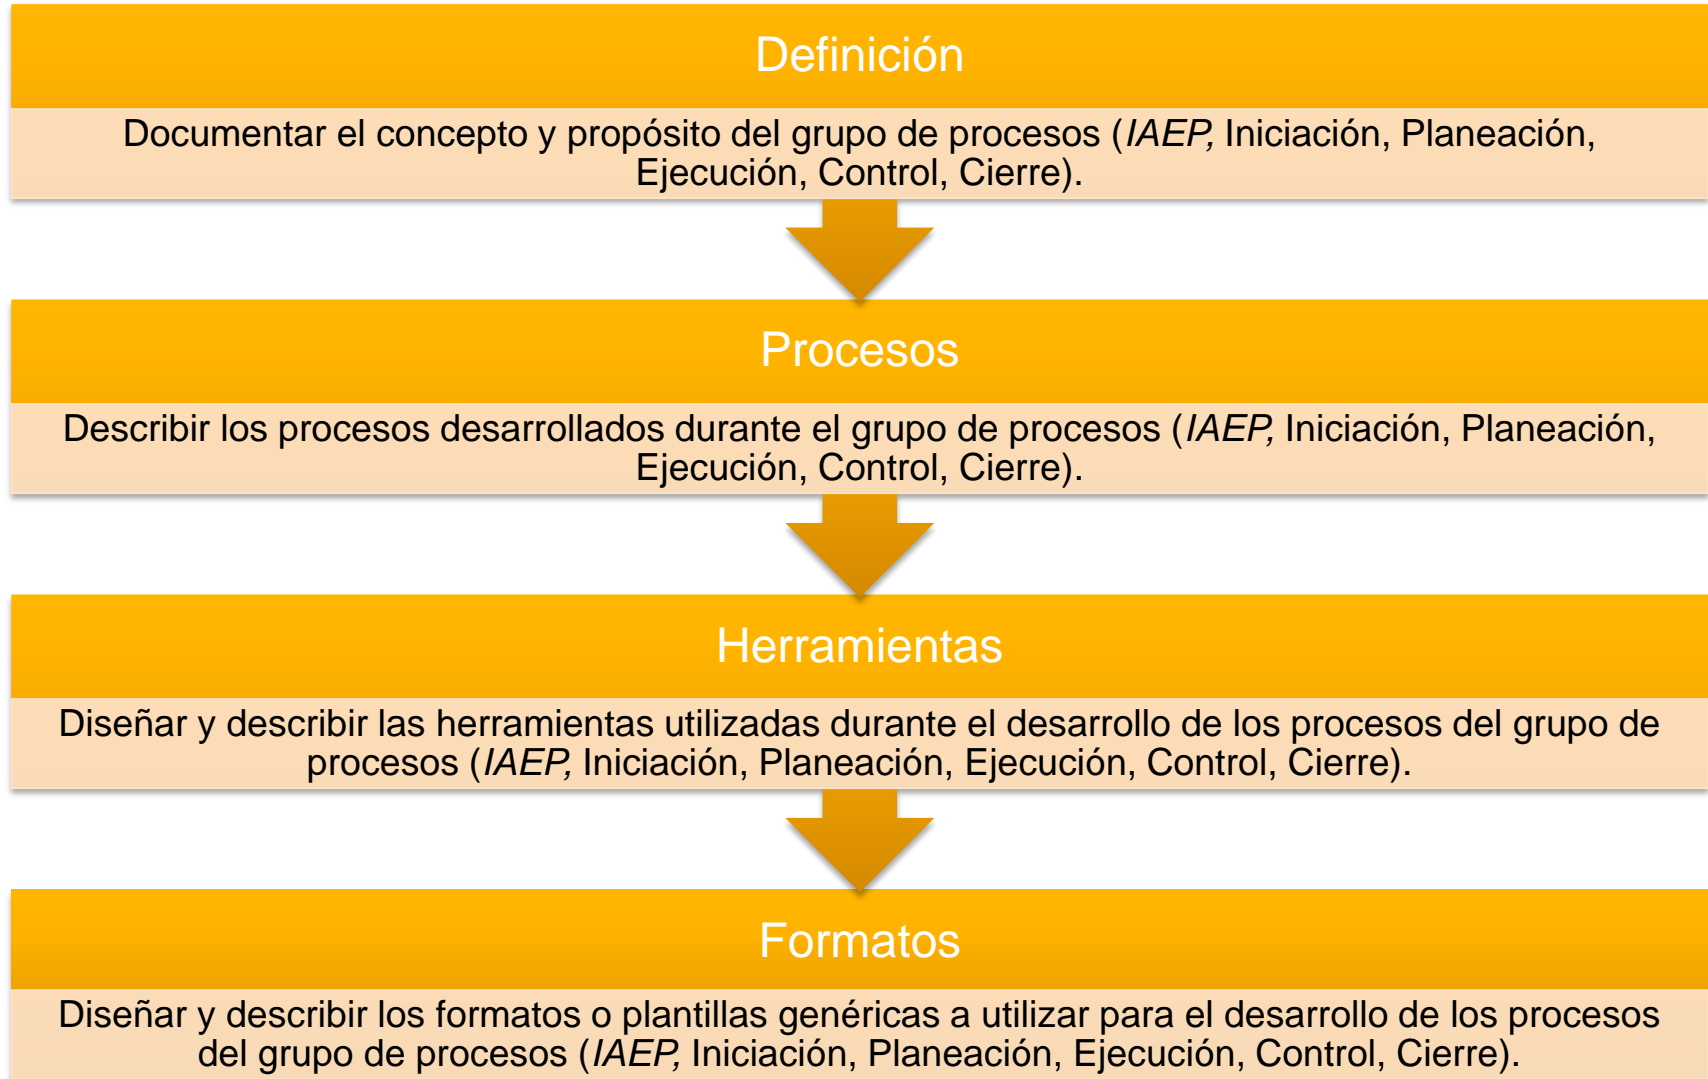 Definición
Documentar el concepto y propósito del grupo de procesos (IAEP, Iniciación, Planeación,
Ejecución, Control, Cierre).
Procesos
Describir los procesos desarrollados durante el grupo de procesos (IAEP, Iniciación, Planeación,
Ejecución, Control, Cierre).
Herramientas
Diseñar y describir las herramientas utilizadas durante el desarrollo de los procesos del grupo de
procesos (IAEP, Iniciación, Planeación, Ejecución, Control, Cierre).
Formatos
Diseñar y describir los formatos o plantillas genéricas a utilizar para el desarrollo de los procesos
del grupo de procesos (IAEP, Iniciación, Planeación, Ejecución, Control, Cierre).